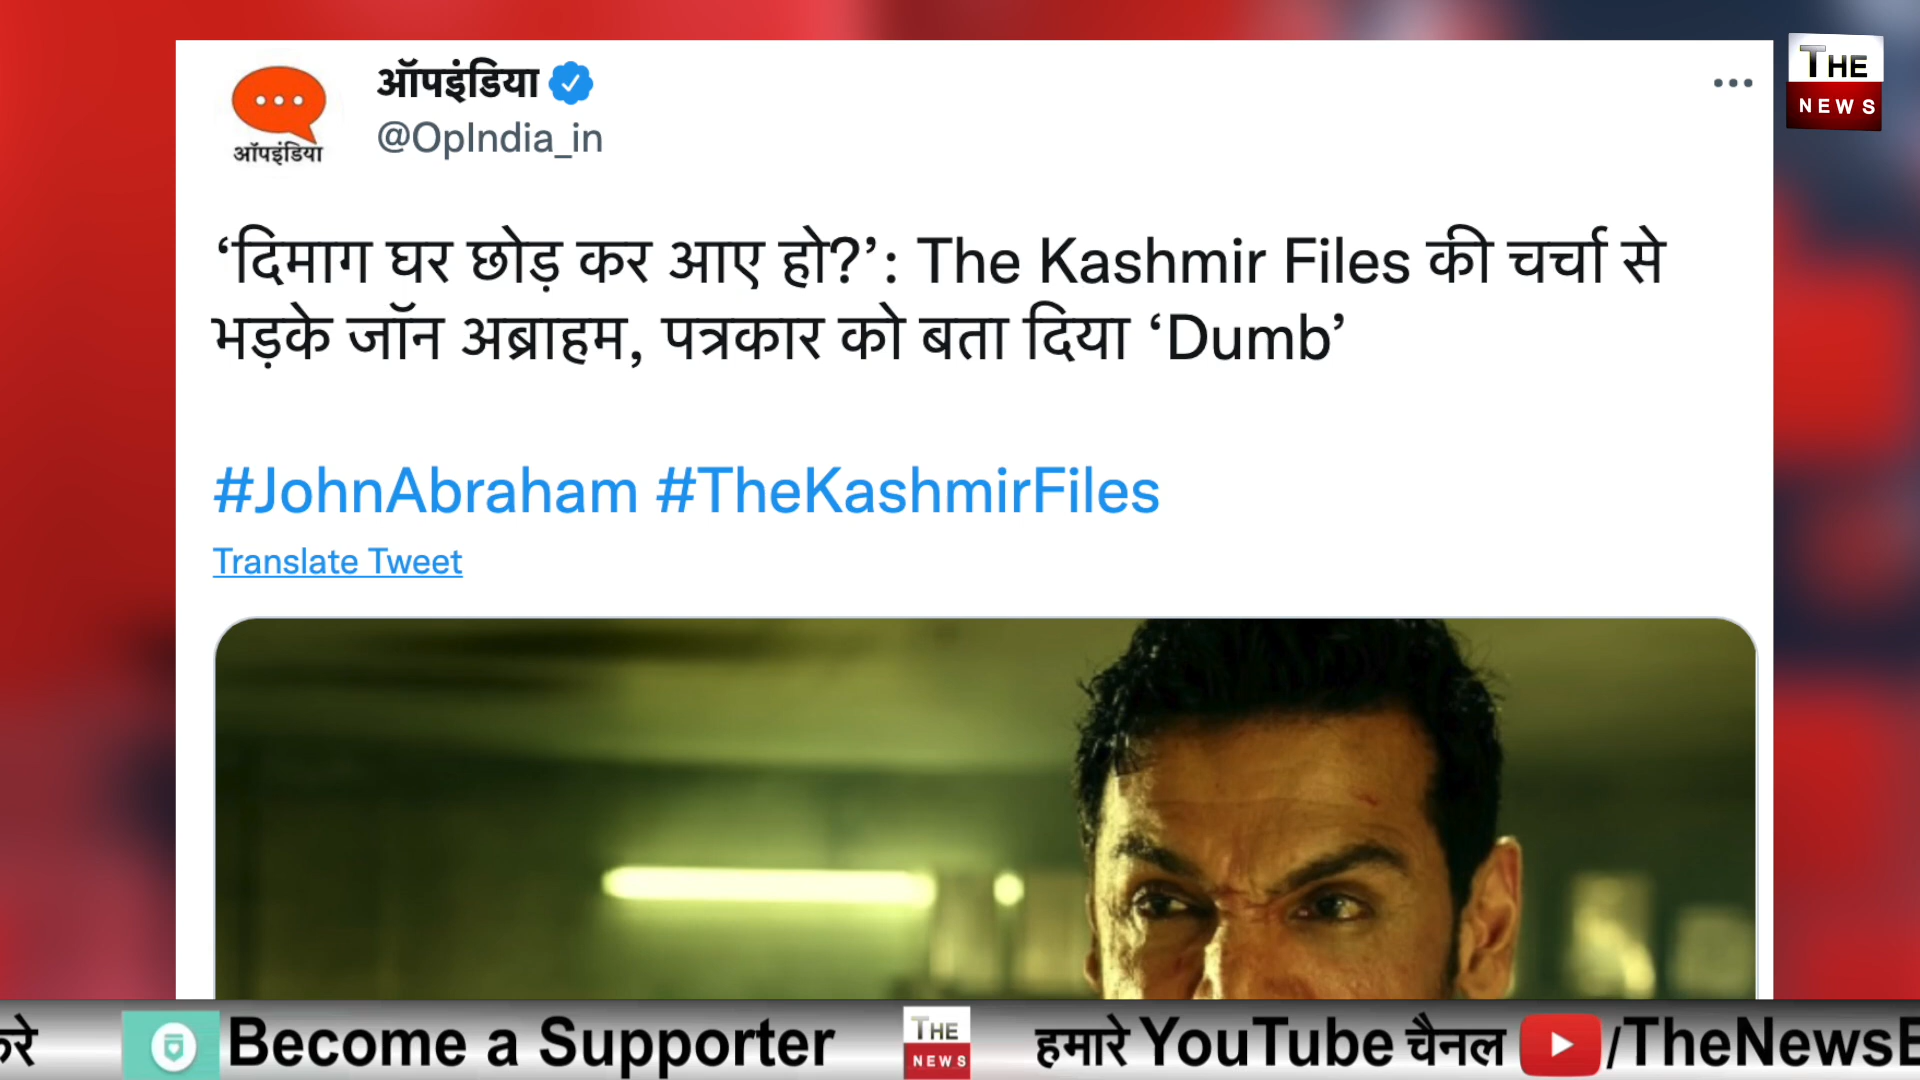 ऑपइंडिया
@OpIndia_in
ऑपइंडिया
THE
NEWS
‘दिमाग घर छोड़ कर आए हो?’: The Kashmir Files की चर्चा से
भड़के जॉन अब्राहम, पत्रकार को बता दिया ‘Dumb’
#JohnAbraham #TheKashmirFiles
Translate Tweet
Become a Supporter THE NEWS हमारे YouTube चैनल /TheNewsB